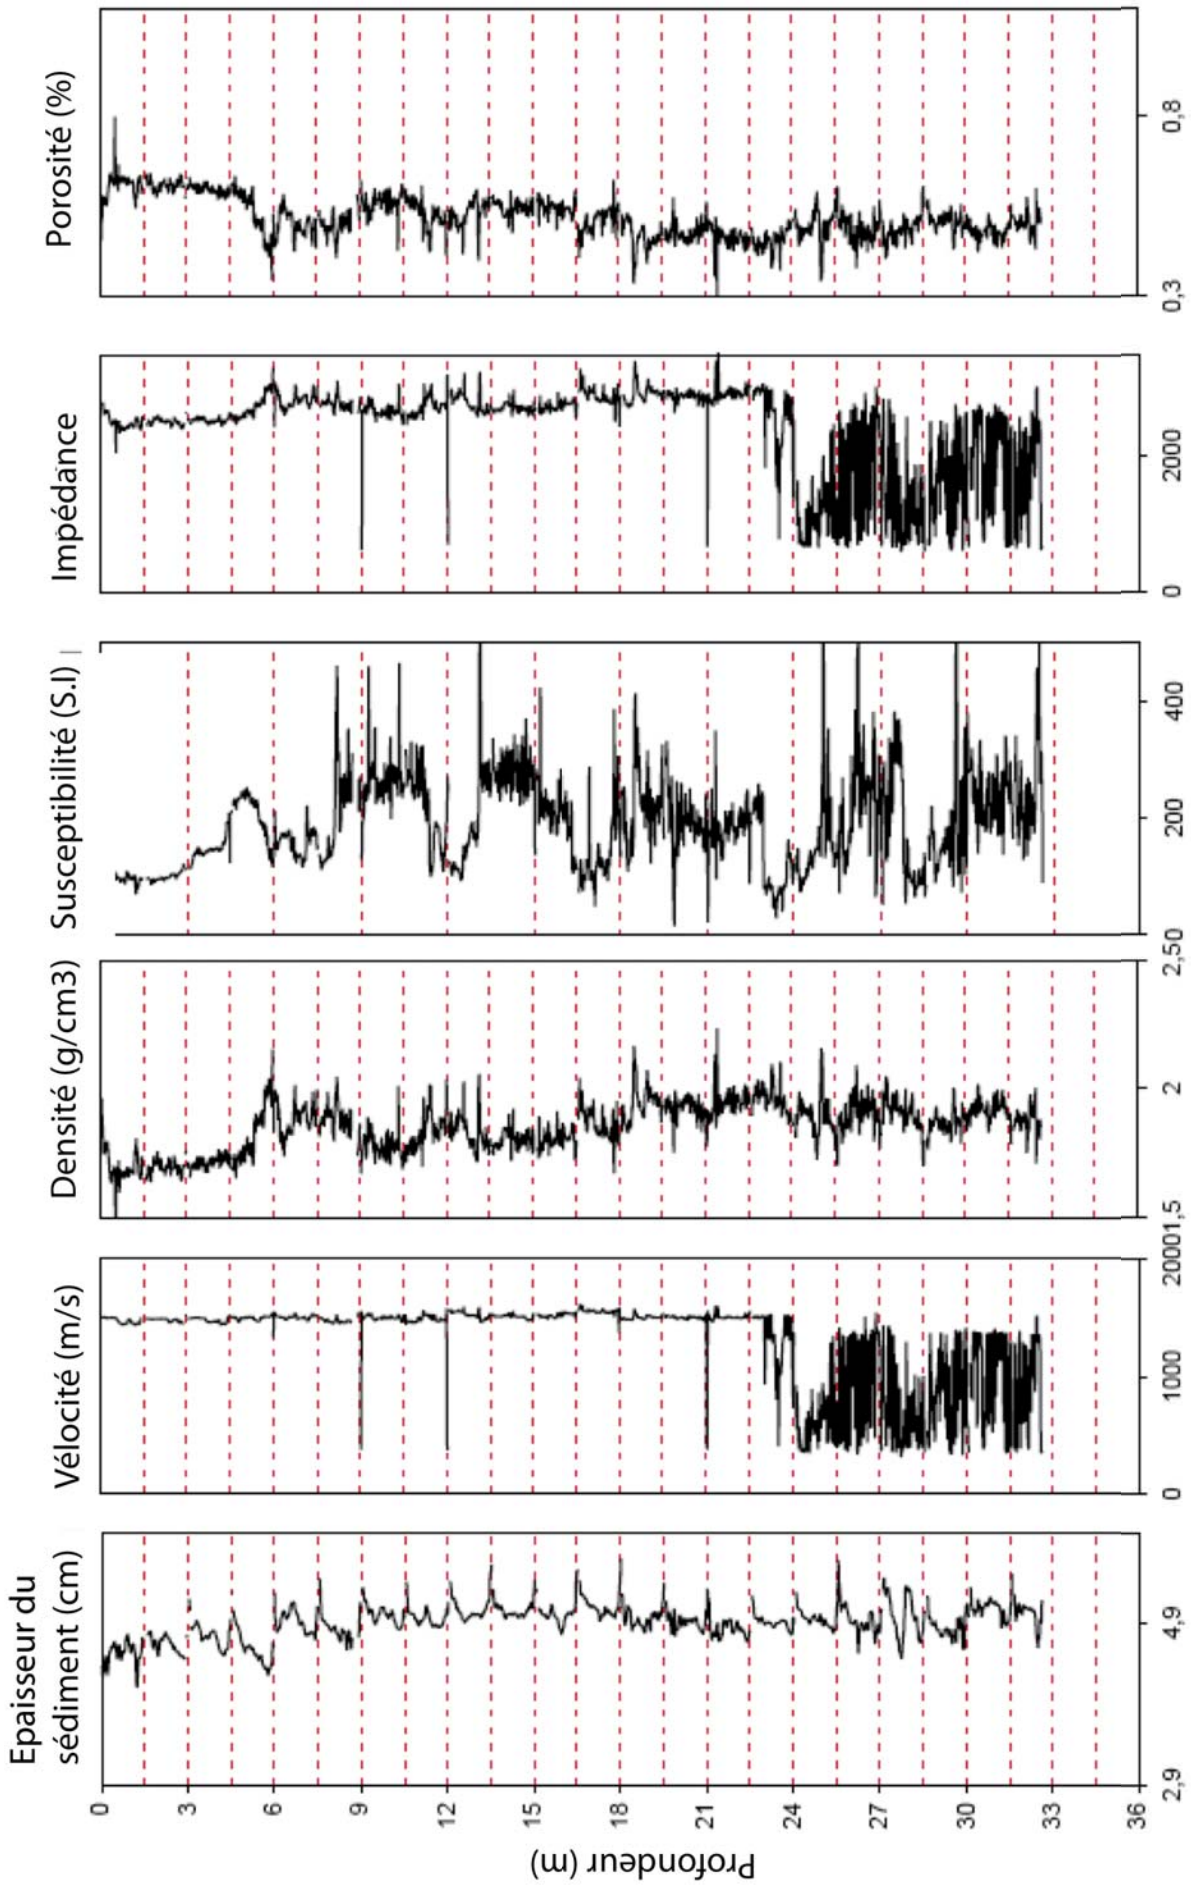 Epaisseur du
sédiment (cm)
Vélocité (m/s)
Densité (g/cm3)
Susceptibilité (S.I)
Impédance
Porosité (%)
Profondeur (m)
0
3
6
9
12
15
18
21
24
27
30
33
36
2,9 4,9
0 1000 2000
1,5 2 2,5
0 200 400
0 2000
0,3 0,8